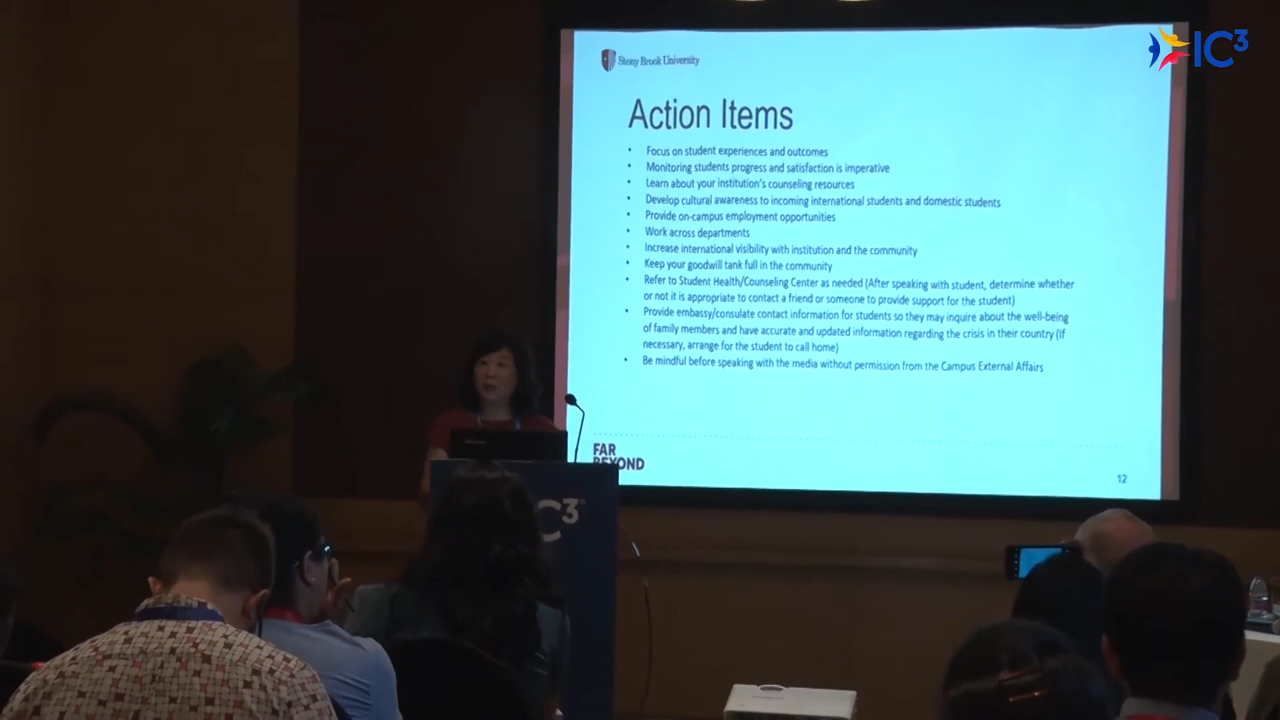 Stony Brook University
IC³
Action Items
• Focus on student experiences and outcomes
• Monitoring students progress and satisfaction is imperative
• Learn about your institution's counseling resources
• Develop cultural awareness to incoming international students and domestic students
• Provide on-campus employment opportunities
• Work across departments
• Increase international visibility with institution and the community
• Keep your goodwill tank full in the community
• Refer to Student Health/Counseling Center as needed (After speaking with student, determine whether
or not it is appropriate to contact a friend or someone to provide support for the student)
• Provide embassy/consulate contact information for students so they may inquire about the well-being
of family members and have accurate and updated information regarding the crisis in their country (If
necessary, arrange for the student to call home)
• Be mindful before speaking with the media without permission from the Campus External Affairs
FAR
BEYOND
12
C³